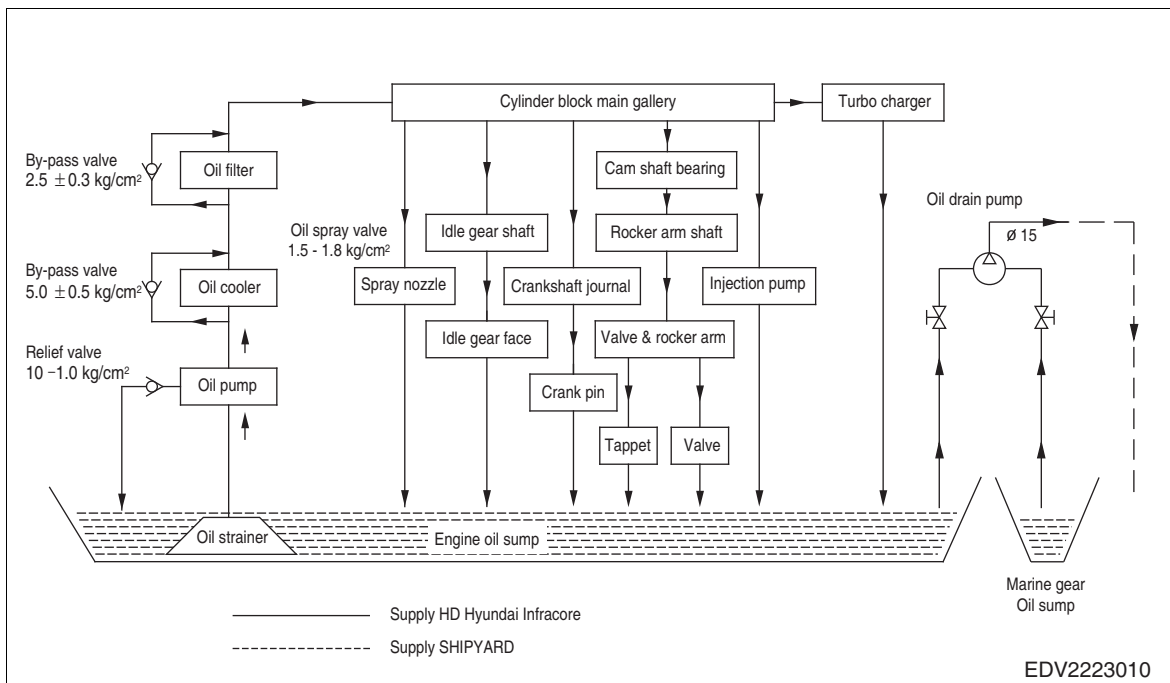 Cylinder block main gallery
Turbo charger
By-pass valve
2.5 ±0.3 kg/cm²
Oil filter
Cam shaft bearing
Oil drain pump
Oil spray valve
1.5 - 1.8 kg/cm²
Idle gear shaft
Rocker arm shaft
ø 15
By-pass valve
5.0 ±0.5 kg/cm²
Oil cooler
Spray nozzle
Crankshaft journal
Injection pump
Idle gear face
Valve & rocker arm
Relief valve
10 –1.0 kg/cm²
Oil pump
Crank pin
Tappet
Valve
Oil strainer
Engine oil sump
Marine gear
Oil sump
Supply HD Hyundai Infracore
Supply SHIPYARD
EDV2223010